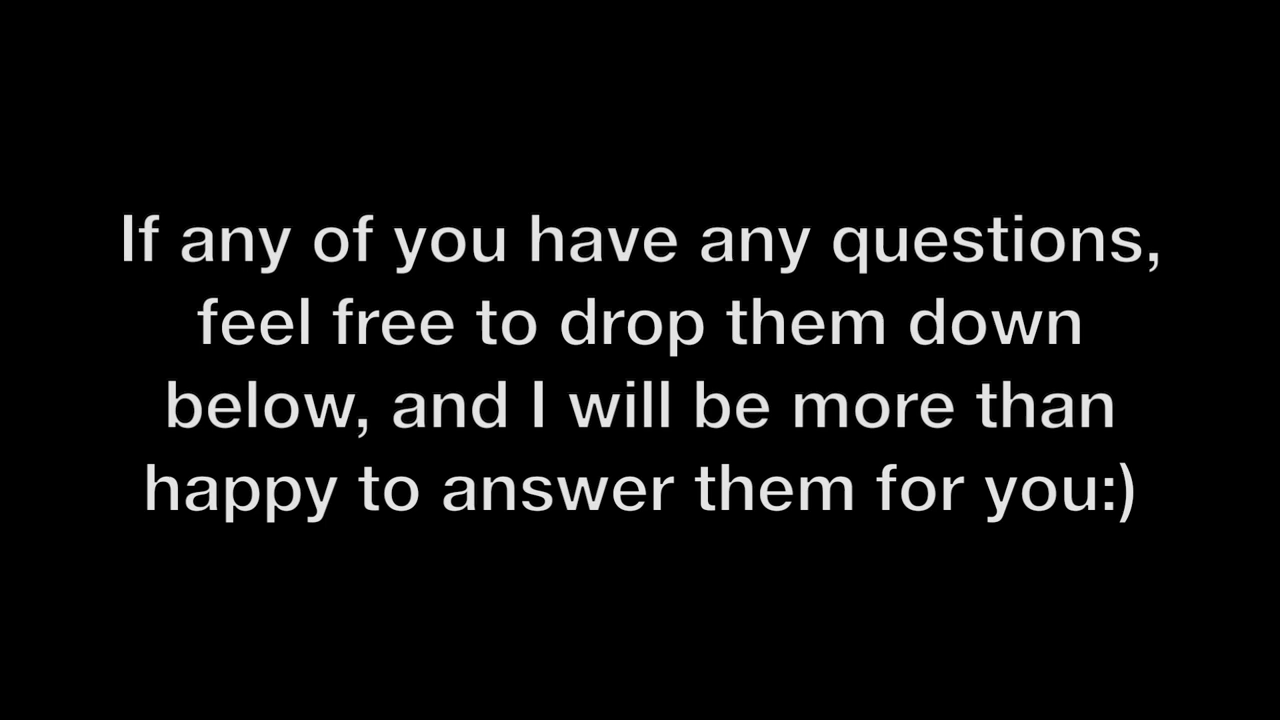 If any of you have any questions,
feel free to drop them down
below, and I will be more than
happy to answer them for you:)